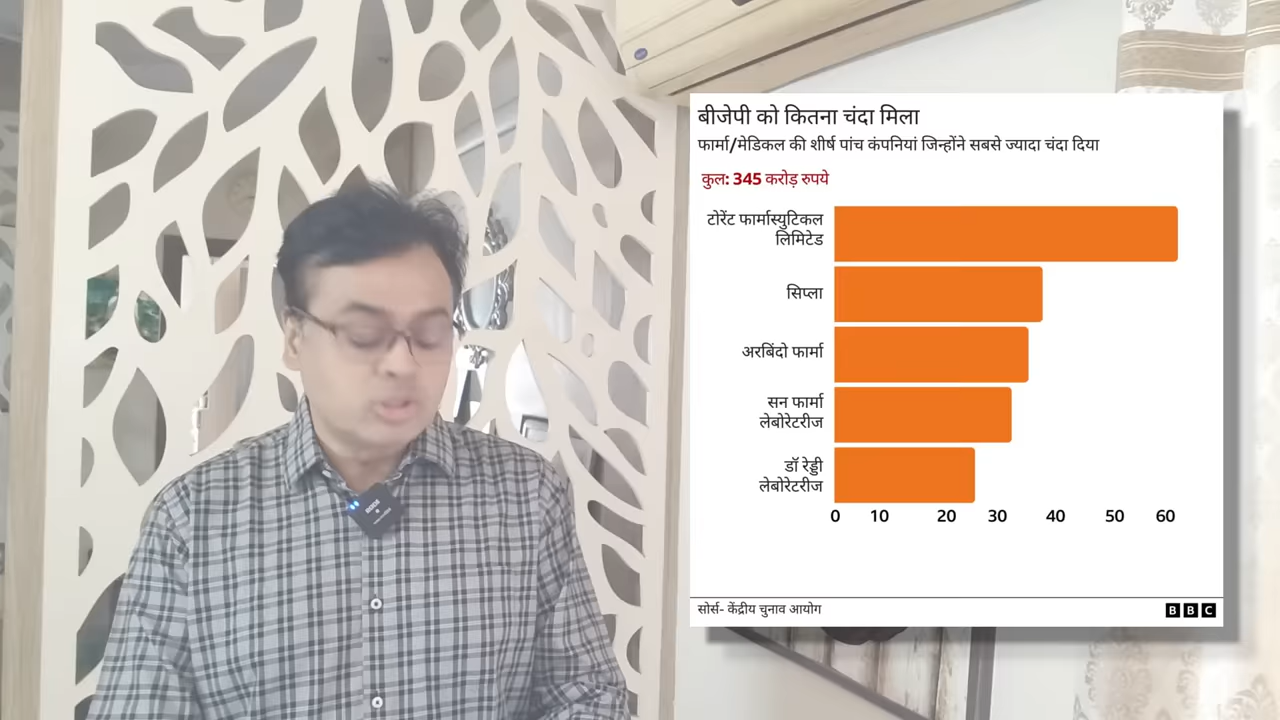 बीजेपी को कितना चंदा मिला
फार्मा/मेडिकल की शीर्ष पांच कंपनियां जिन्होंने सबसे ज्यादा चंदा दिया
कुल: 345 करोड़ रुपये
टोरेंट फार्मास्युटिकल
लिमिटेड
सिप्ला
अरबिंदो फार्मा
सन फार्मा
लेबोरेटरीज
डॉ रेड्डी
लेबोरेटरीज
0 10 20 30 40 50 60
सोर्स- केंद्रीय चुनाव आयोग
BBC